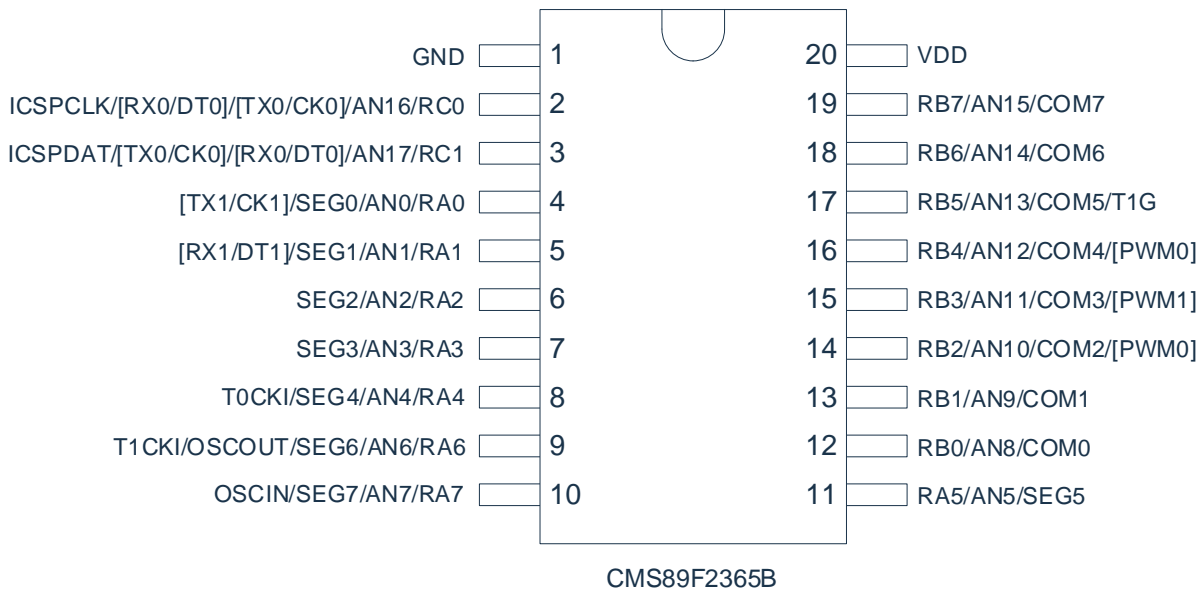 GND 1 20 VDD
ICSPCLK/[RX0/DT0]/[TX0/CK0]/AN16/RC0 2 19 RB7/AN15/COM7
ICSPDAT/[TX0/CK0]/[RX0/DT0]/AN17/RC1 3 18 RB6/AN14/COM6
[TX1/CK1]/SEG0/AN0/RA0 4 17 RB5/AN13/COM5/T1G
[RX1/DT1]/SEG1/AN1/RA1 5 16 RB4/AN12/COM4/[PWM0]
SEG2/AN2/RA2 6 15 RB3/AN11/COM3/[PWM1]
SEG3/AN3/RA3 7 14 RB2/AN10/COM2/[PWM0]
T0CKI/SEG4/AN4/RA4 8 13 RB1/AN9/COM1
T1CKI/OSCOUT/SEG6/AN6/RA6 9 12 RB0/AN8/COM0
OSCIN/SEG7/AN7/RA7 10 11 RA5/AN5/SEG5
CMS89F2365B